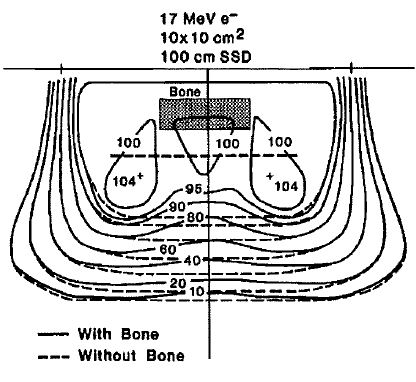 17 MeV e⁻
10x10 cm²
100 cm SSD
Bone
100 100 100
104+ +104
95
90
80
60
40
20
10
With Bone
Without Bone